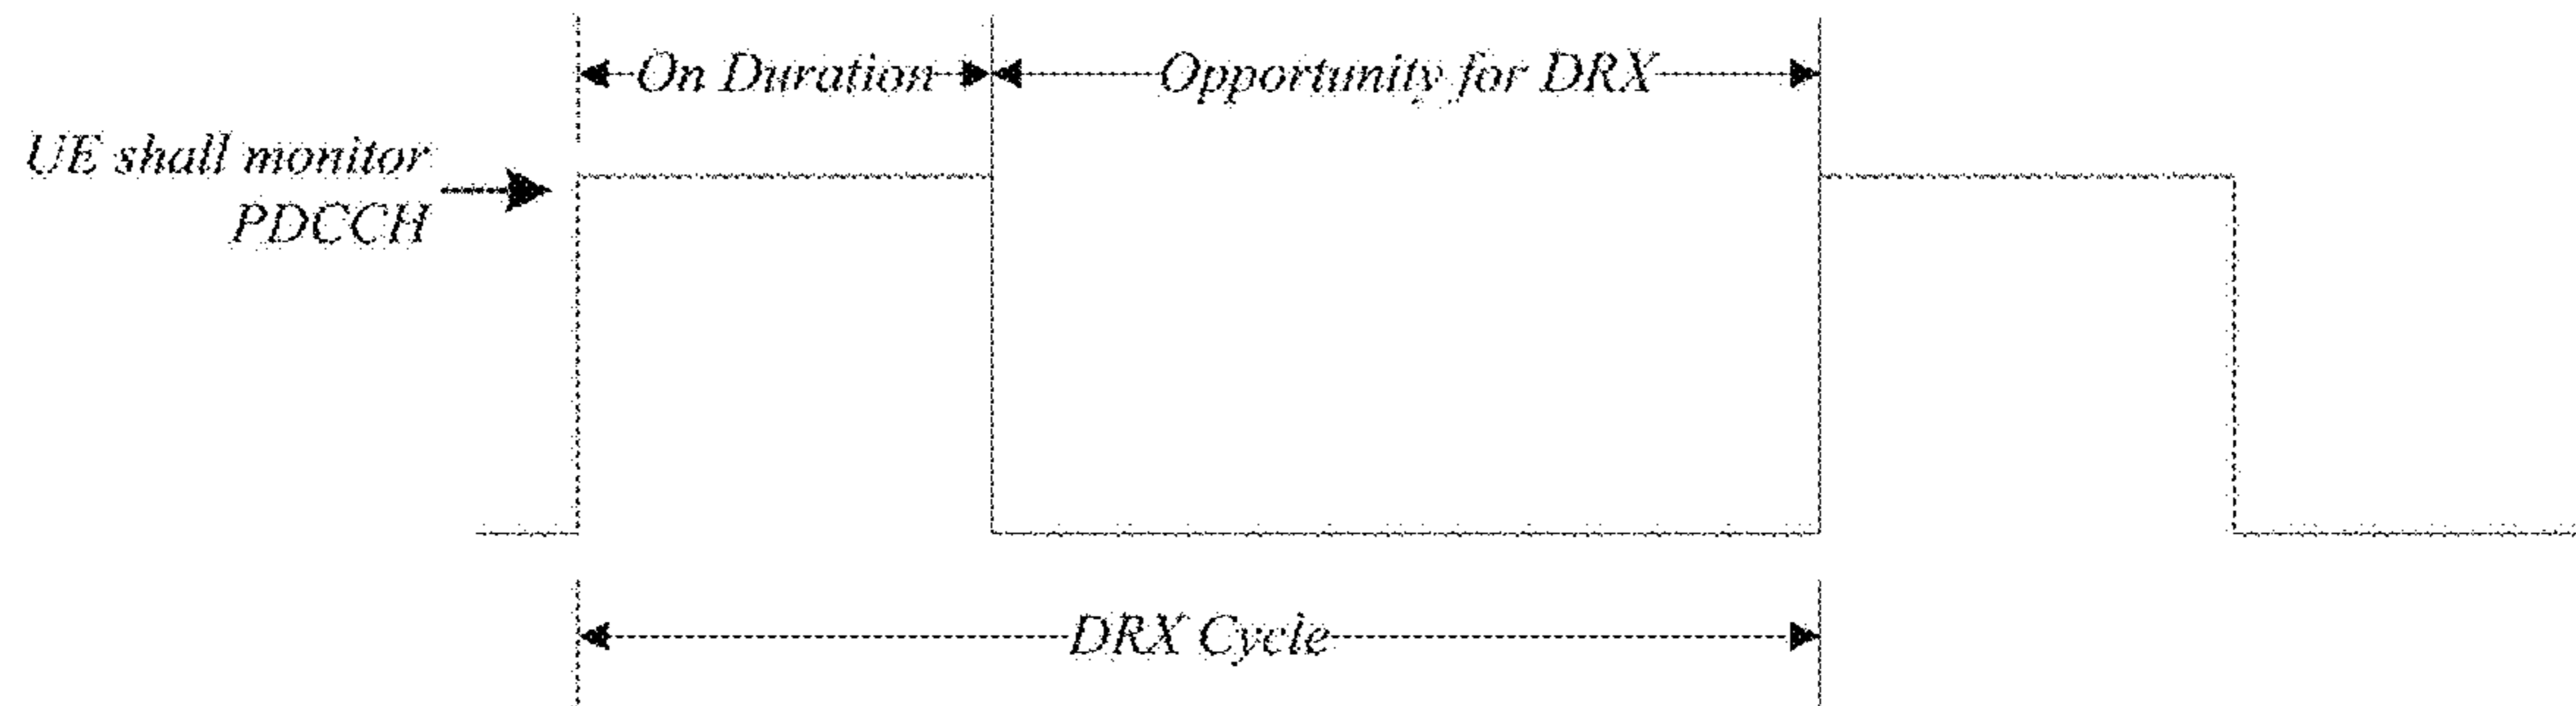 On Duration
Opportunity for DRX
UE shall monitor
PDCCH
DRX Cycle